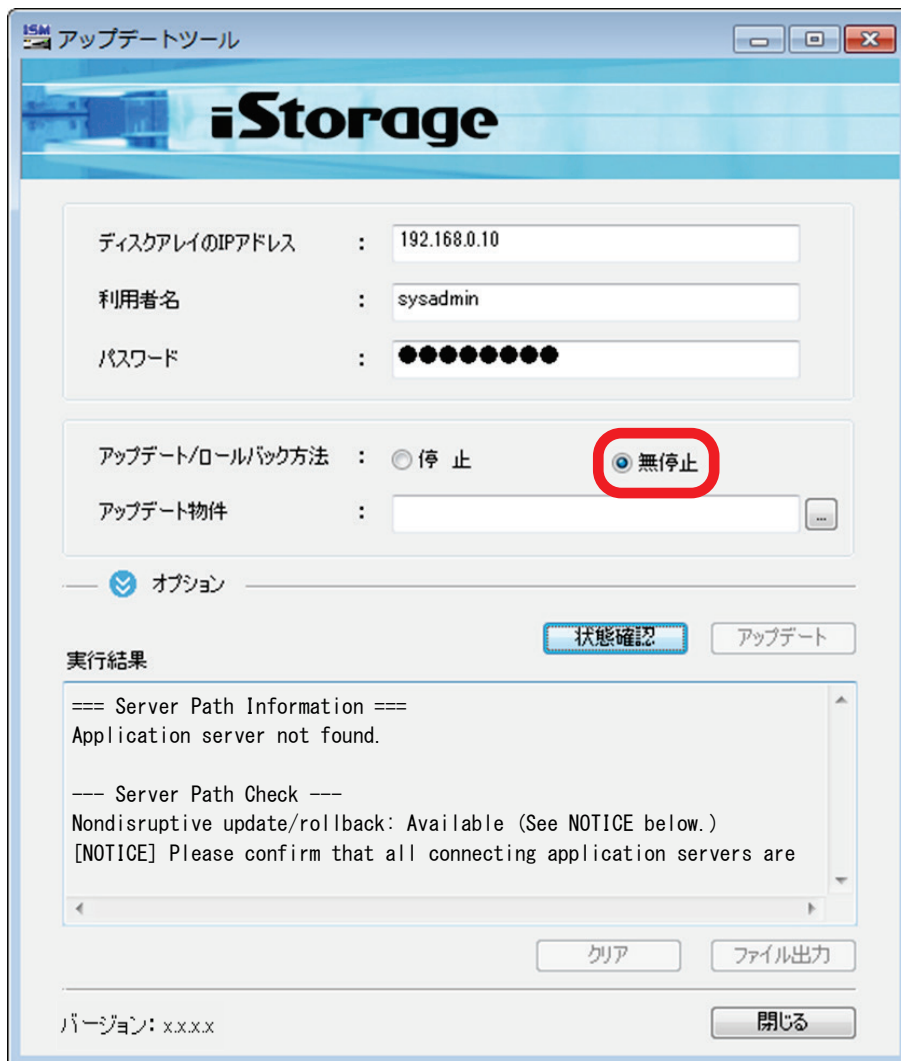 ISM アップデートツール
iStorage
ディスクアレイのIPアドレス : 192.168.0.10
利用者名 : sysadmin
パスワード : ●●●●●●●●
アップデート/ロールバック方法 : 停 止 無停止
アップデート物件 : ...
オプション
状態確認 アップデート
実行結果
=== Server Path Information ===
Application server not found.
--- Server Path Check ---
Nondisruptive update/rollback: Available (See NOTICE below.)
[NOTICE] Please confirm that all connecting application servers are
クリア ファイル出力
バージョン: x.x.x.x 閉じる